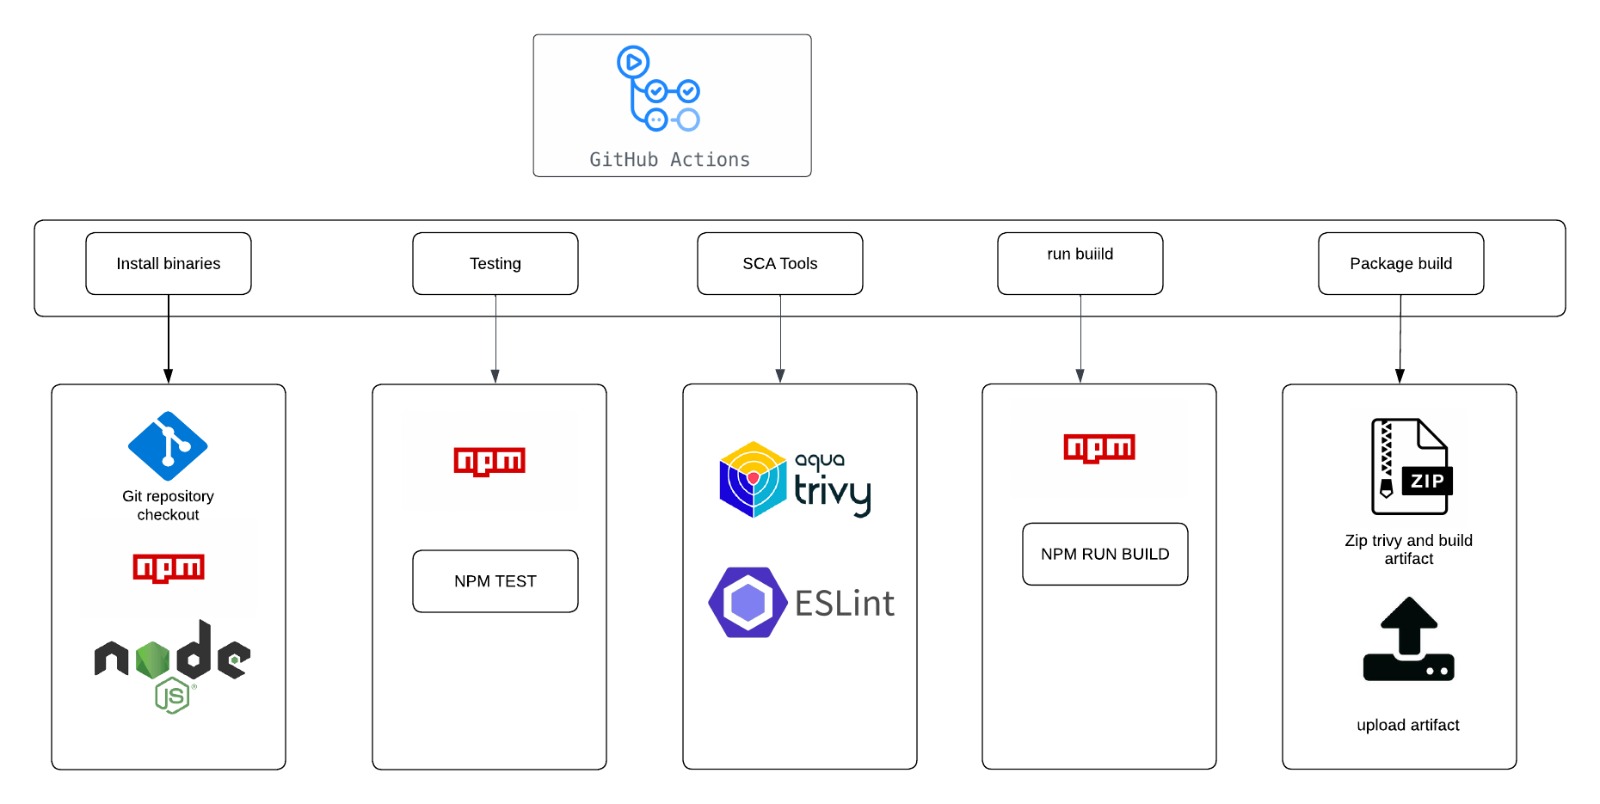 GitHub Actions
Install binaries
Testing
SCA Tools
run buiild
Package build
Git repository
checkout
npm
node
JS
®
npm
NPM TEST
aqua
trivy
ESLint
npm
NPM RUN BUILD
ZIP
Zip trivy and build
artifact
upload artifact